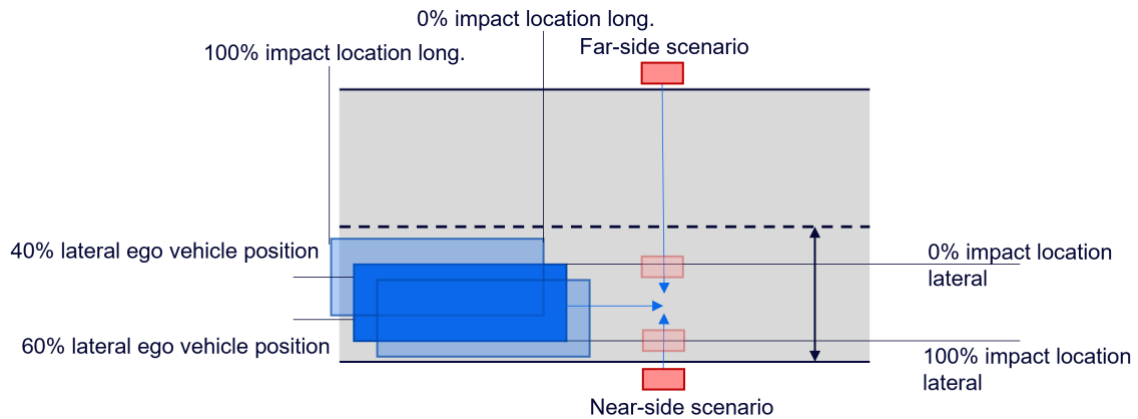 0% impact location long.
100% impact location long.
Far-side scenario
40% lateral ego vehicle position
0% impact location
lateral
60% lateral ego vehicle position
100% impact location
lateral
Near-side scenario